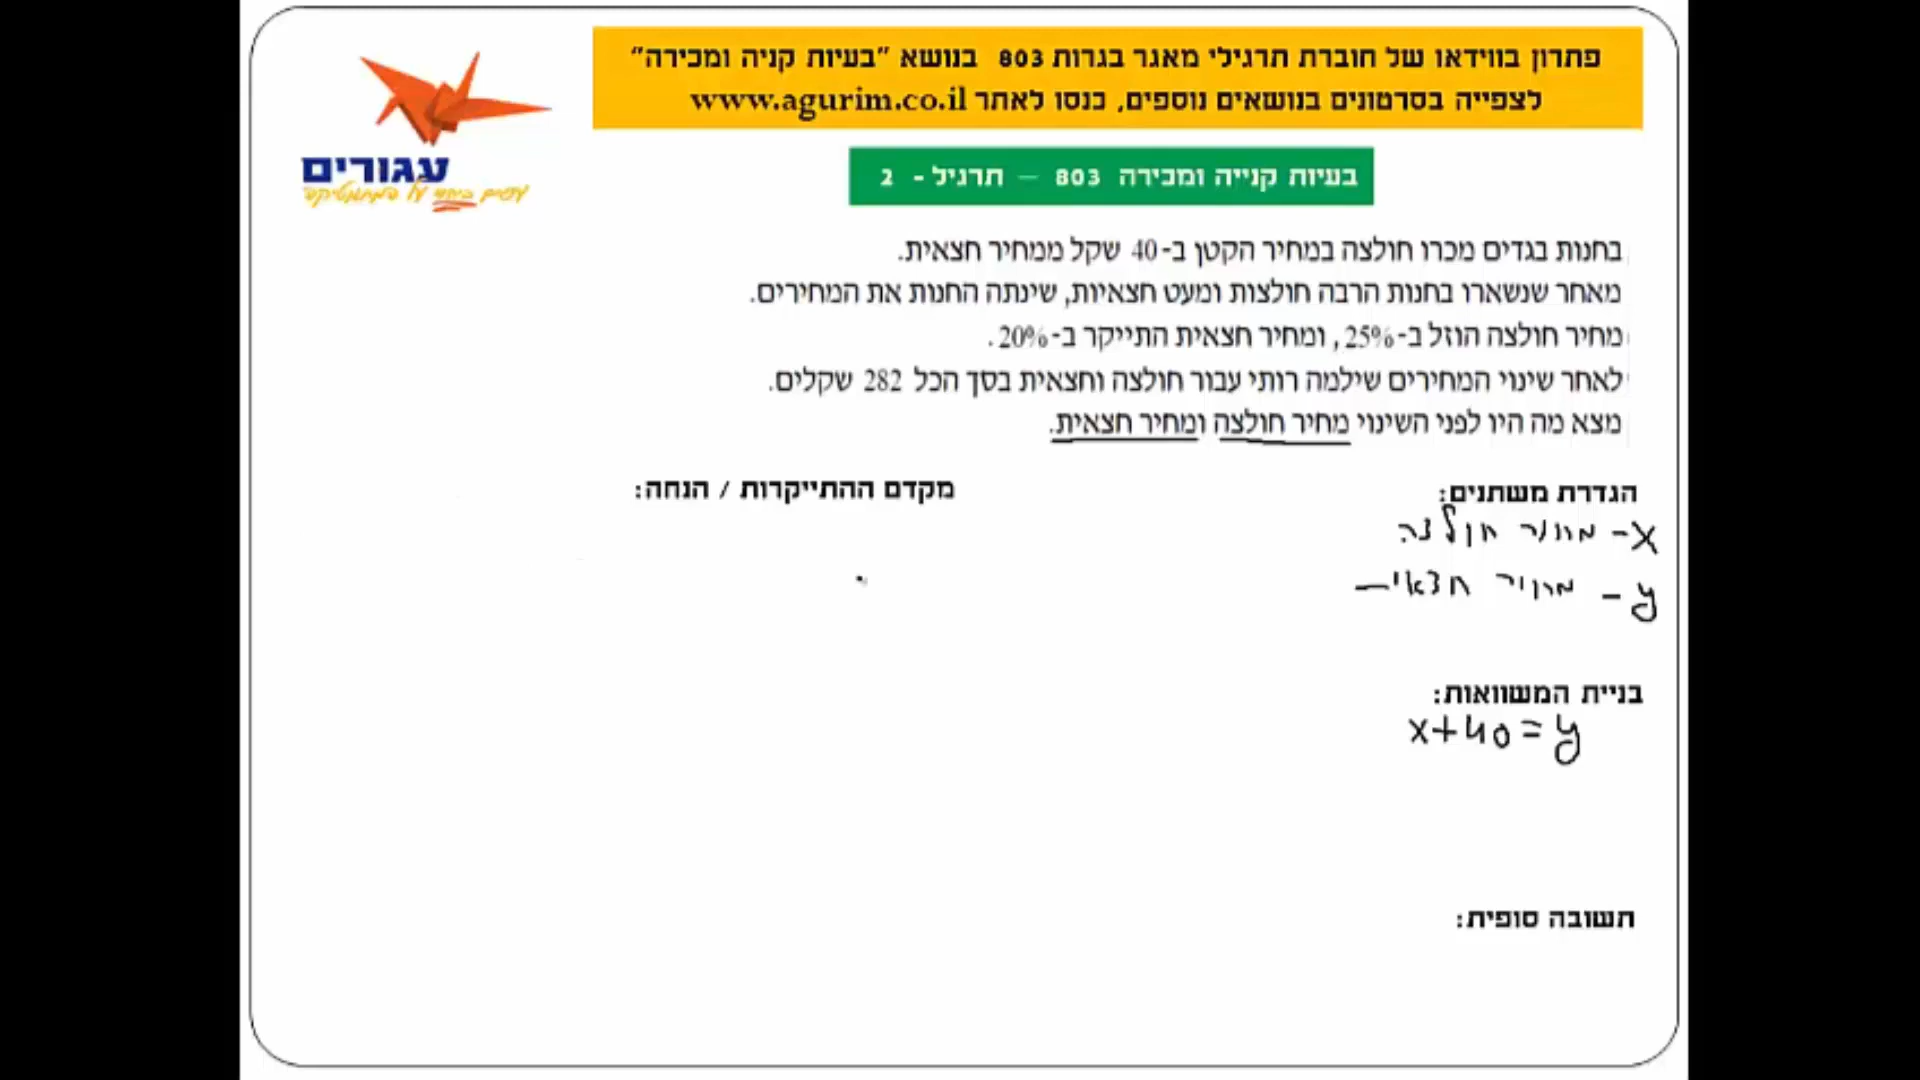 פתרון בווידאו של חוברת תרגילי מאגר בגרות 803 בנושא "בעיות קניה ומכירה"
לצפייה בסרטונים בנושאים נוספים, כנסו לאתר www.agurim.co.il
עגורים
עפים ביחד על המתמטיקה
בעיות קנייה ומכירה 803 – תרגיל - 2
בחנות בגדים מכרו חולצה במחיר הקטן ב-40 שקל ממחיר חצאית.
מאחר שנשארו בחנות הרבה חולצות ומעט חצאיות, שינתה החנות את המחירים.
מחיר חולצה הוזל ב-25%, ומחיר חצאית התייקר ב-20%.
לאחר שינוי המחירים שילמה רותי עבור חולצה וחצאית בסך הכל 282 שקלים.
מצא מה היו לפני השינוי מחיר חולצה ומחיר חצאית.
הגדרת משתנים:
x - מחיר חולצה
y - מחיר חצאית
מקדם ההתייקרות / הנחה:
בניית המשוואות:
x+40=y
תשובה סופית: